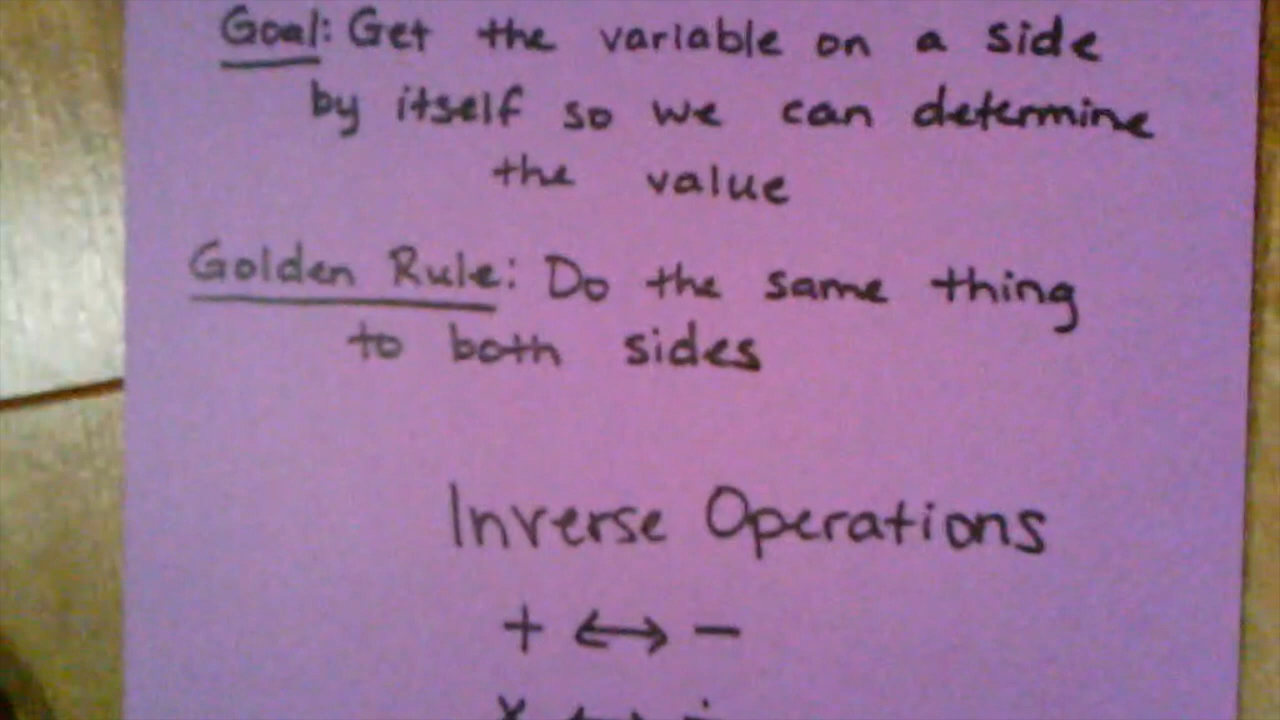 Goal: Get the variable on a side
by itself so we can determine
the value
Golden Rule: Do the same thing
to both sides
Inverse Operations
+ ↔ −
x ↔ ÷